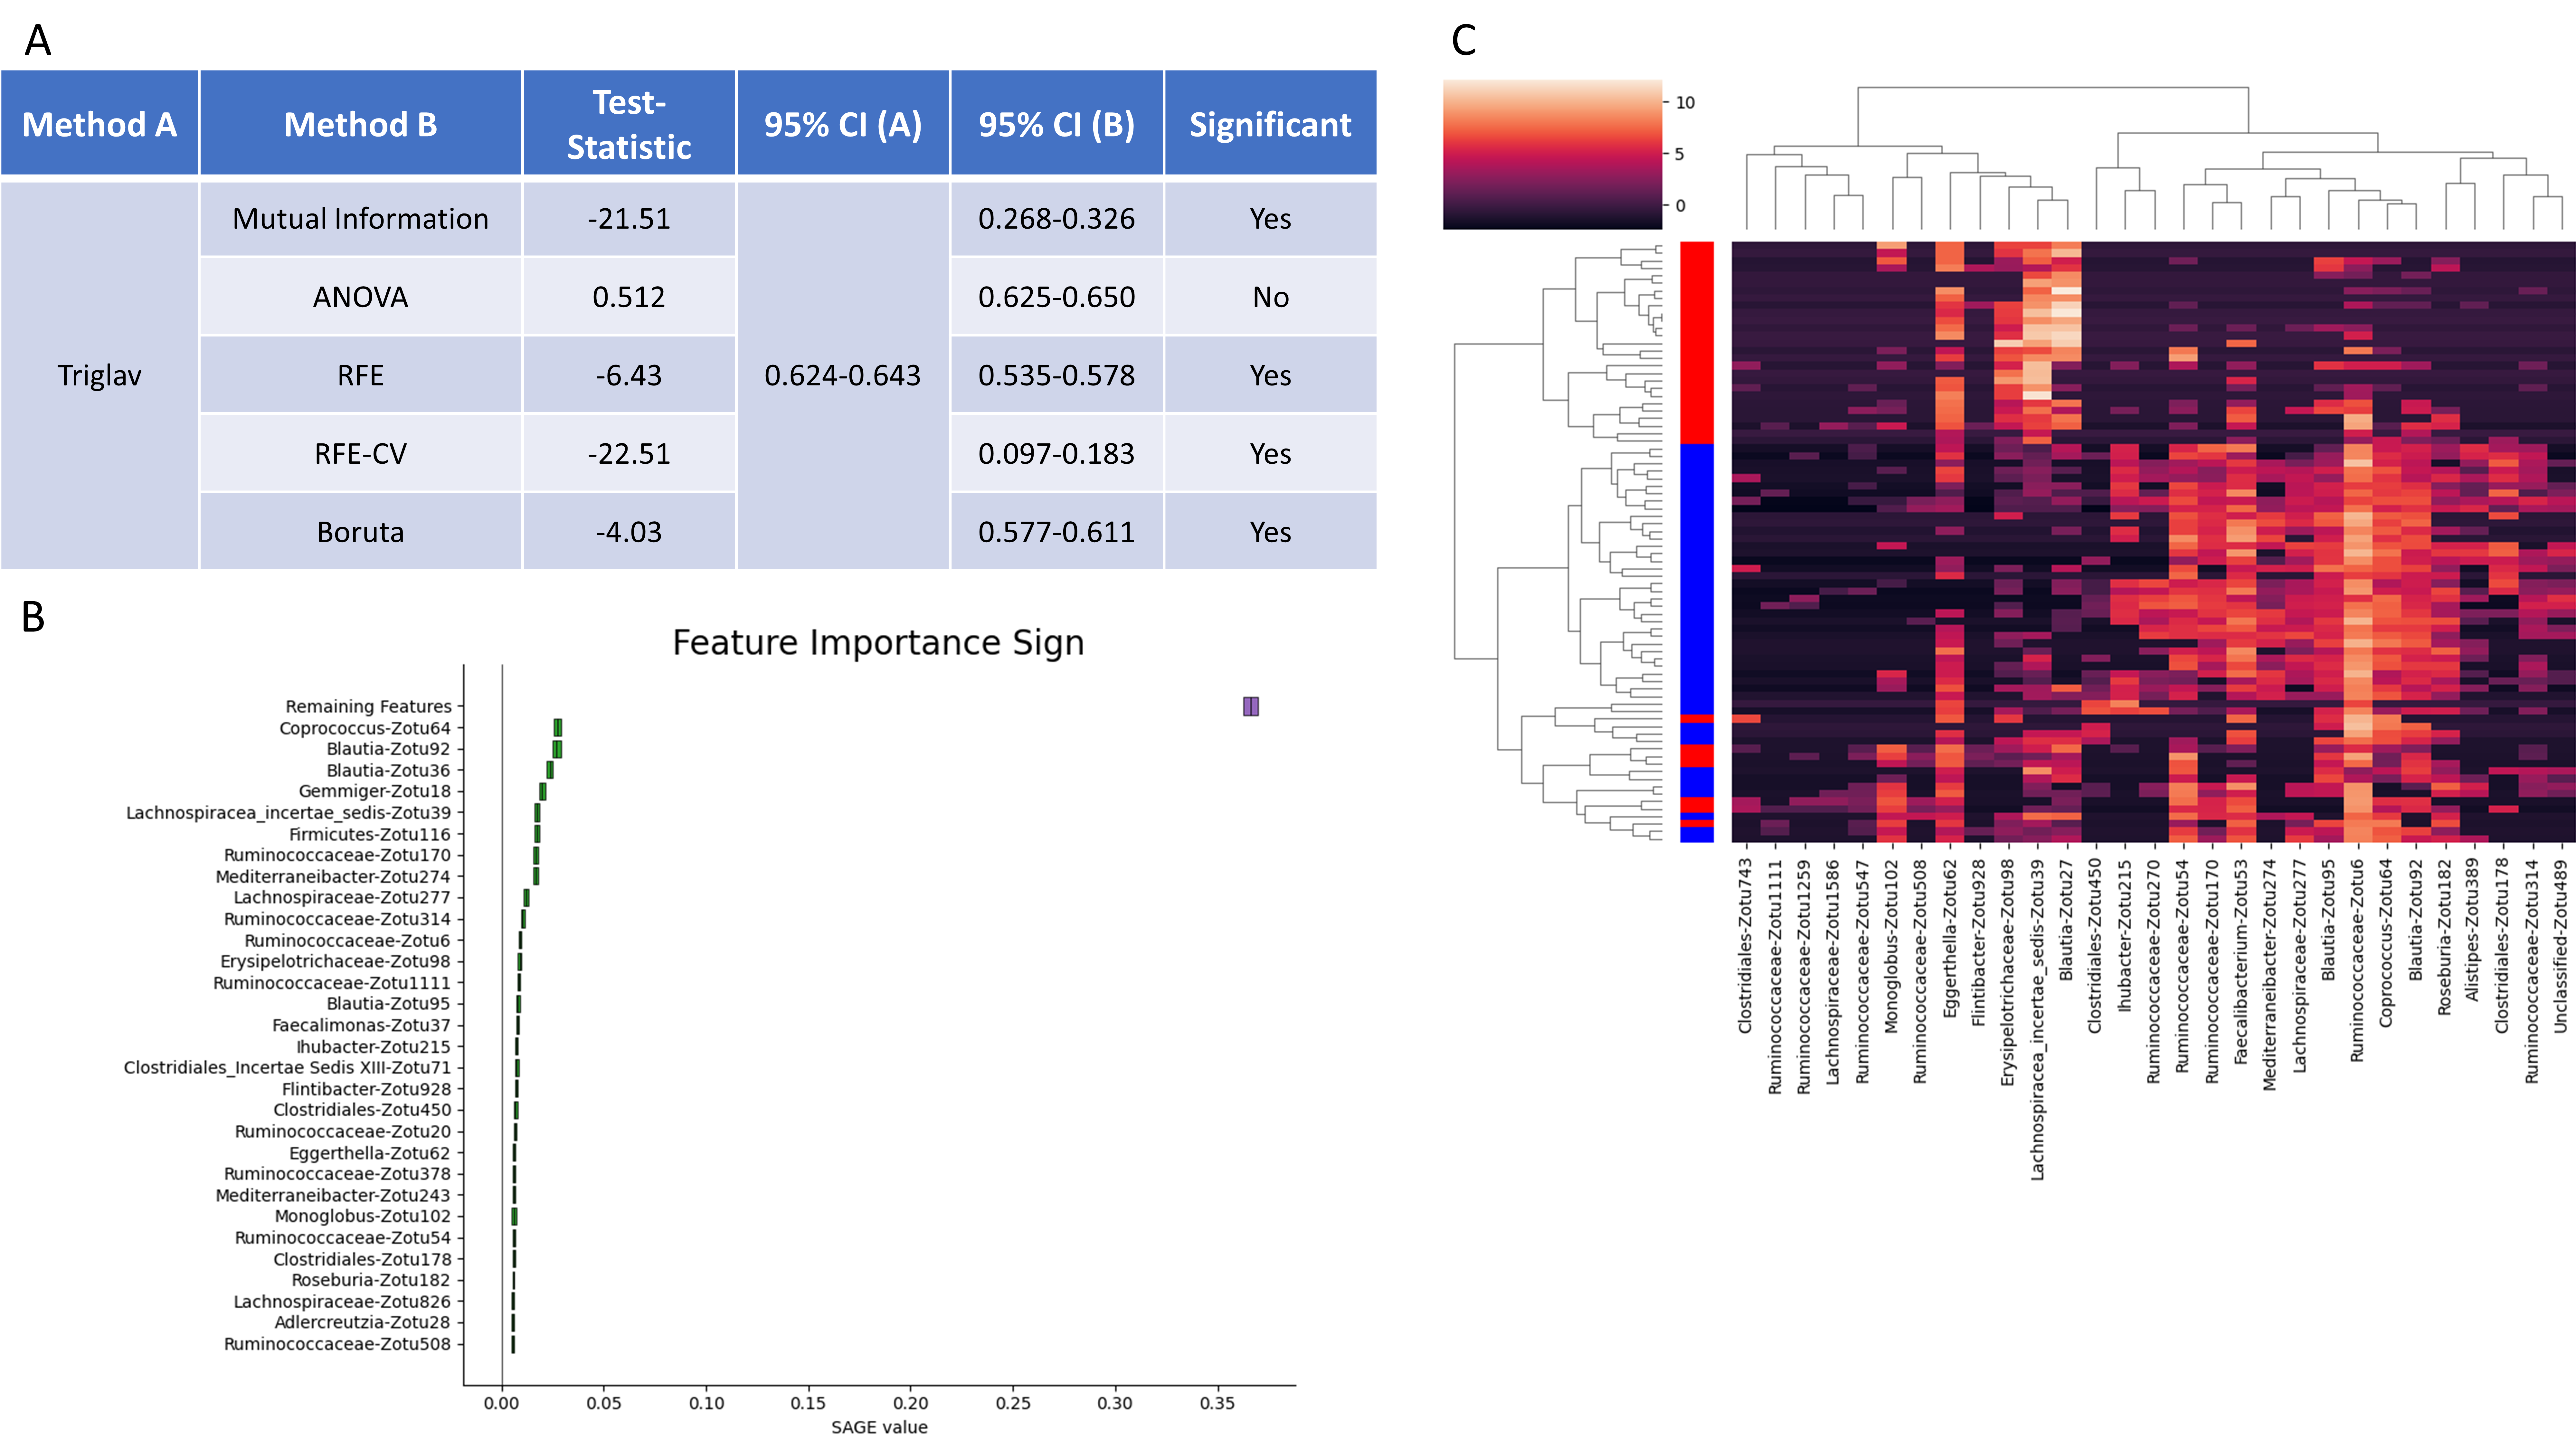 A
Method A Method B Test-Statistic 95% CI (A) 95% CI (B) Significant
Triglav
Mutual Information -21.51 0.268-0.326 Yes
ANOVA 0.512 0.625-0.650 No
RFE -6.43 0.624-0.643 0.535-0.578 Yes
RFE-CV -22.51 0.097-0.183 Yes
Boruta -4.03 0.577-0.611 Yes
B
Feature Importance Sign
Remaining Features
Coprococcus-Zotu64
Blautia-Zotu92
Blautia-Zotu36
Gemmiger-Zotu18
Lachnospiracea_incertae_sedis-Zotu39
Firmicutes-Zotu116
Ruminococcaceae-Zotu170
Mediterraneibacter-Zotu274
Lachnospiraceae-Zotu277
Ruminococcaceae-Zotu314
Ruminococcaceae-Zotu6
Erysipelotrichaceae-Zotu98
Ruminococcaceae-Zotu1111
Blautia-Zotu95
Faecalimonas-Zotu37
Ihubacter-Zotu215
Clostridiales_Incertae Sedis XIII-Zotu71
Flintibacter-Zotu928
Clostridiales-Zotu450
Ruminococcaceae-Zotu20
Eggerthella-Zotu62
Ruminococcaceae-Zotu378
Mediterraneibacter-Zotu243
Monoglobus-Zotu102
Ruminococcaceae-Zotu54
Clostridiales-Zotu178
Roseburia-Zotu182
Lachnospiraceae-Zotu826
Adlercreutzia-Zotu28
Ruminococcaceae-Zotu508
0.00 0.05 0.10 0.15 0.20 0.25 0.30 0.35
SAGE value
C
10
5
0
Clostridiales-Zotu743
Ruminococcaceae-Zotu1111
Ruminococcaceae-Zotu1259
Lachnospiraceae-Zotu1586
Ruminococcaceae-Zotu547
Monoglobus-Zotu102
Ruminococcaceae-Zotu508
Eggerthella-Zotu62
Flintibacter-Zotu928
Erysipelotrichaceae-Zotu98
Lachnospiracea_incertae_sedis-Zotu39
Blautia-Zotu27
Clostridiales-Zotu450
Ihubacter-Zotu215
Ruminococcaceae-Zotu270
Ruminococcaceae-Zotu54
Ruminococcaceae-Zotu170
Faecalibacterium-Zotu53
Mediterraneibacter-Zotu274
Lachnospiraceae-Zotu277
Blautia-Zotu95
Ruminococcaceae-Zotu6
Coprococcus-Zotu64
Blautia-Zotu92
Roseburia-Zotu182
Alistipes-Zotu389
Clostridiales-Zotu178
Ruminococcaceae-Zotu314
Unclassified-Zotu489